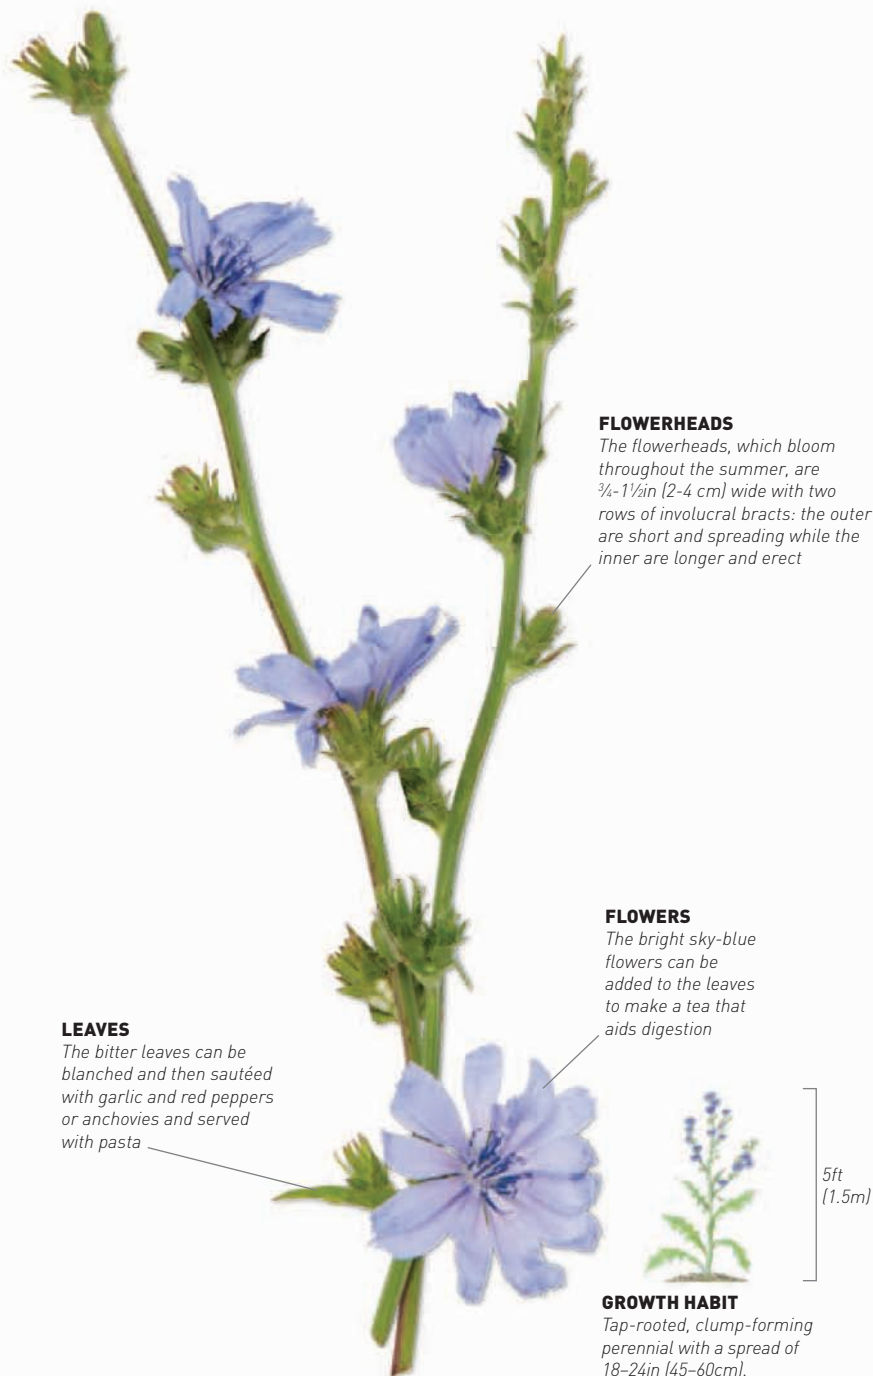 FLOWERHEADS
The flowerheads, which bloom
throughout the summer, are
¾-1½in (2-4 cm) wide with two
rows of involucral bracts: the outer
are short and spreading while the
inner are longer and erect
FLOWERS
The bright sky-blue
flowers can be
added to the leaves
to make a tea that
aids digestion
LEAVES
The bitter leaves can be
blanched and then sautéed
with garlic and red peppers
or anchovies and served
with pasta
5ft
(1.5m)
GROWTH HABIT
Tap-rooted, clump-forming
perennial with a spread of
18–24in (45–60cm).